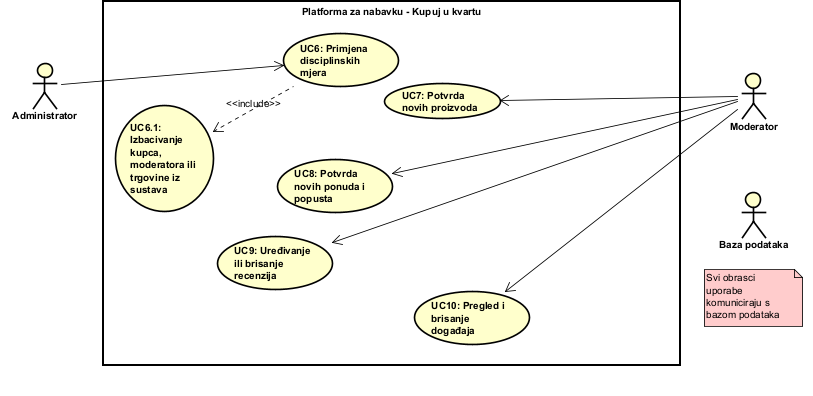 Platforma za nabavku - Kupuj u kvartu
UC6: Primjena
disciplinskih
mjera
Administrator
<<include>>
UC6.1:
Izbacivanje
kupca,
moderatora ili
trgovine iz
sustava
UC7: Potvrda
novih proizvoda
Moderator
UC8: Potvrda
novih ponuda i
popusta
UC9: Uređivanje
ili brisanje
recenzija
UC10: Pregled i
brisanje
događaja
Baza podataka
Svi obrasci
uporabe
komuniciraju s
bazom podataka